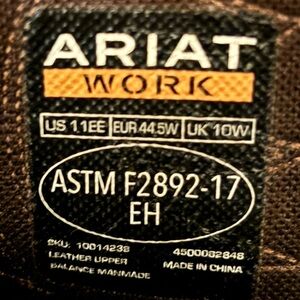 ARIAT
WORK
US 11EE EUR 44.5W UK 10W
ASTM F2892-17
EH
SKU: 10014238 4500082848
LEATHER UPPER MADE IN CHINA
BALANCE MANMADE